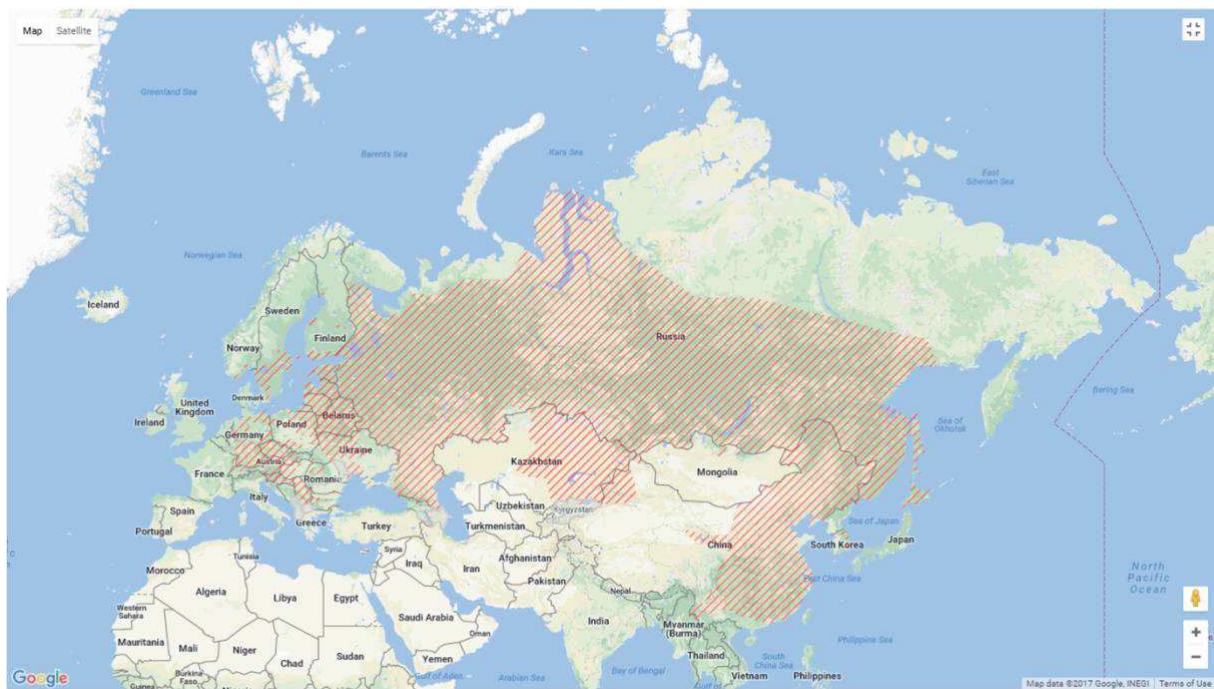 Map Satellite
Greenland Sea
Barents Sea
Kara Sea
East
Siberian Sea
Norwegian Sea
Iceland
Sweden
Finland
Norway
Russia
Denmark
United
Kingdom
Ireland
Belarus
Poland
Germany
Ukraine
Austria
France
Romania
Italy
Spain
Portugal
Greece
Turkey
Kazakhstan
Mongolia
Uzbekistan
Kyrgyzstan
Turkmenistan
Sea of
Okhotsk
Bering Sea
Sea of Japan
South Korea
Japan
China
East China Sea
Tunisia
Syria
Iraq
Iran
Afghanistan
Pakistan
Nepal
Morocco
Algeria
Libya
Egypt
Saudi Arabia
India
Myanmar
(Burma)
Western
Sahara
Oman
Mauritania
Mali
Niger
Chad
Sudan
Yemen
Thailand
Vietnam
Philippines
Philippine Sea
South
China Sea
North
Pacific
Ocean
Burkina
Faso
Gulf of Aden
Arabian Sea
Bay of Bengal
Google
Map data ©2017 Google, INEGI Terms of Use